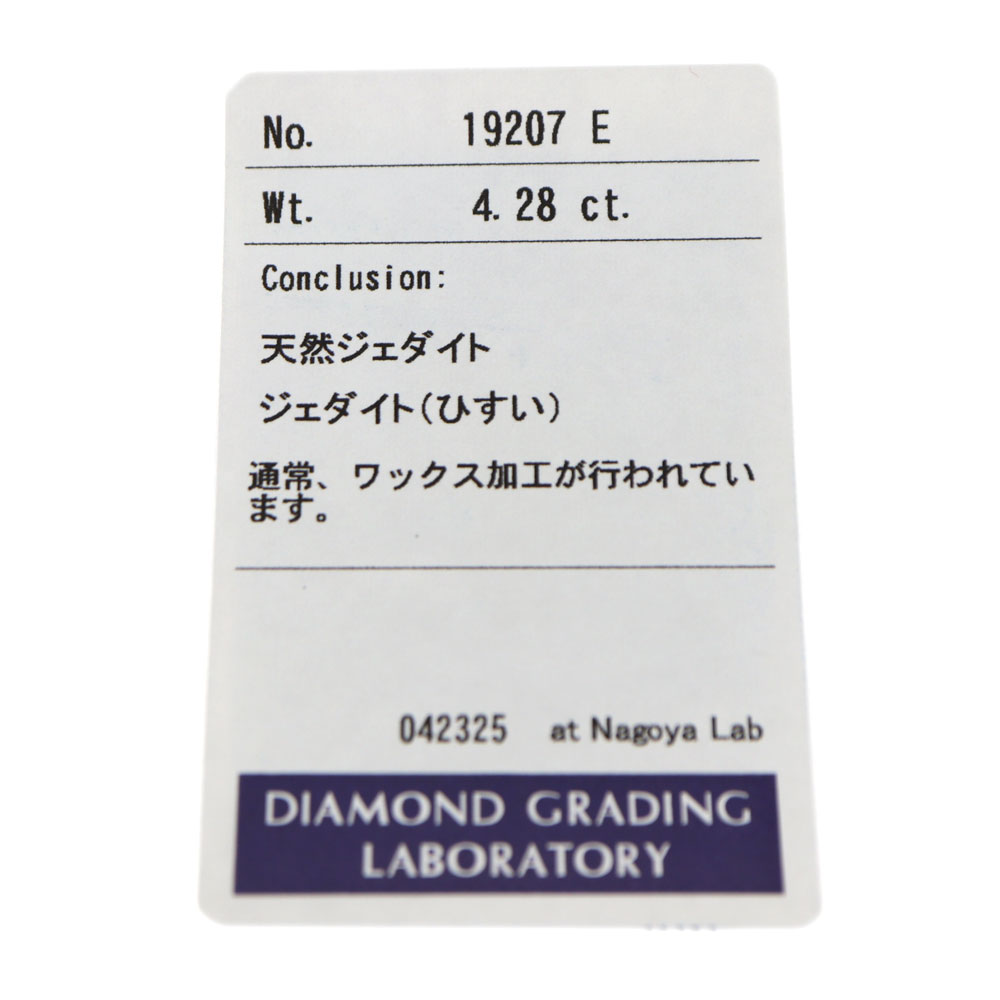 No. 19207 E
Wt. 4.28 ct.
Conclusion:
天然ジェダイト
ジェダイト(ひすい)
通常、ワックス加工が行われてい
ます。
042325 at Nagoya Lab
DIAMOND GRADING
LABORATORY